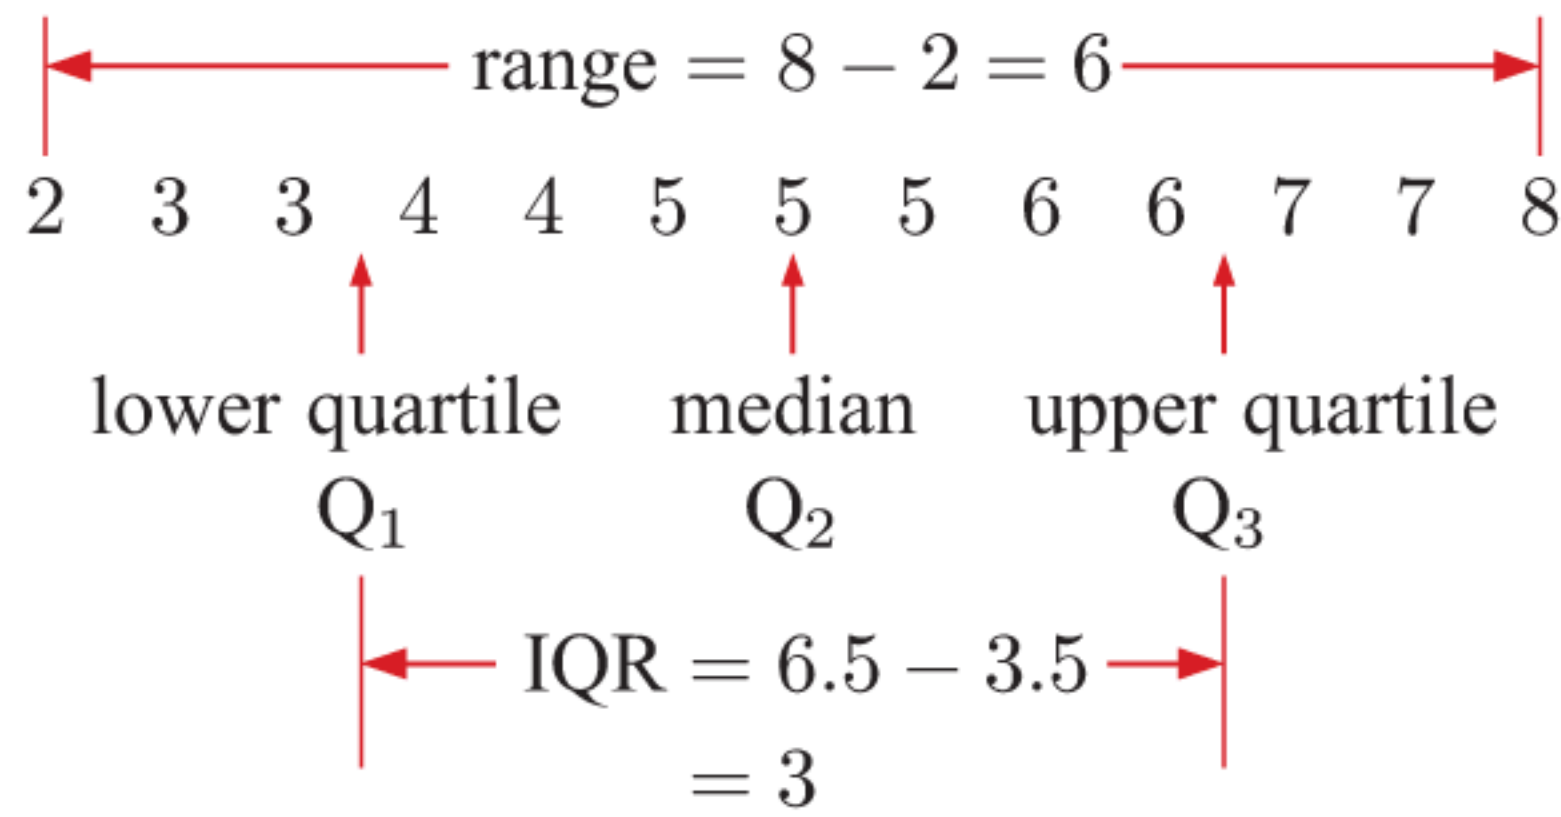 range = 8 − 2 = 6
2 3 3 4 4 5 5 5 6 6 7 7 8
lower quartile median upper quartile
Q₁ Q₂ Q₃
IQR = 6.5 − 3.5
= 3